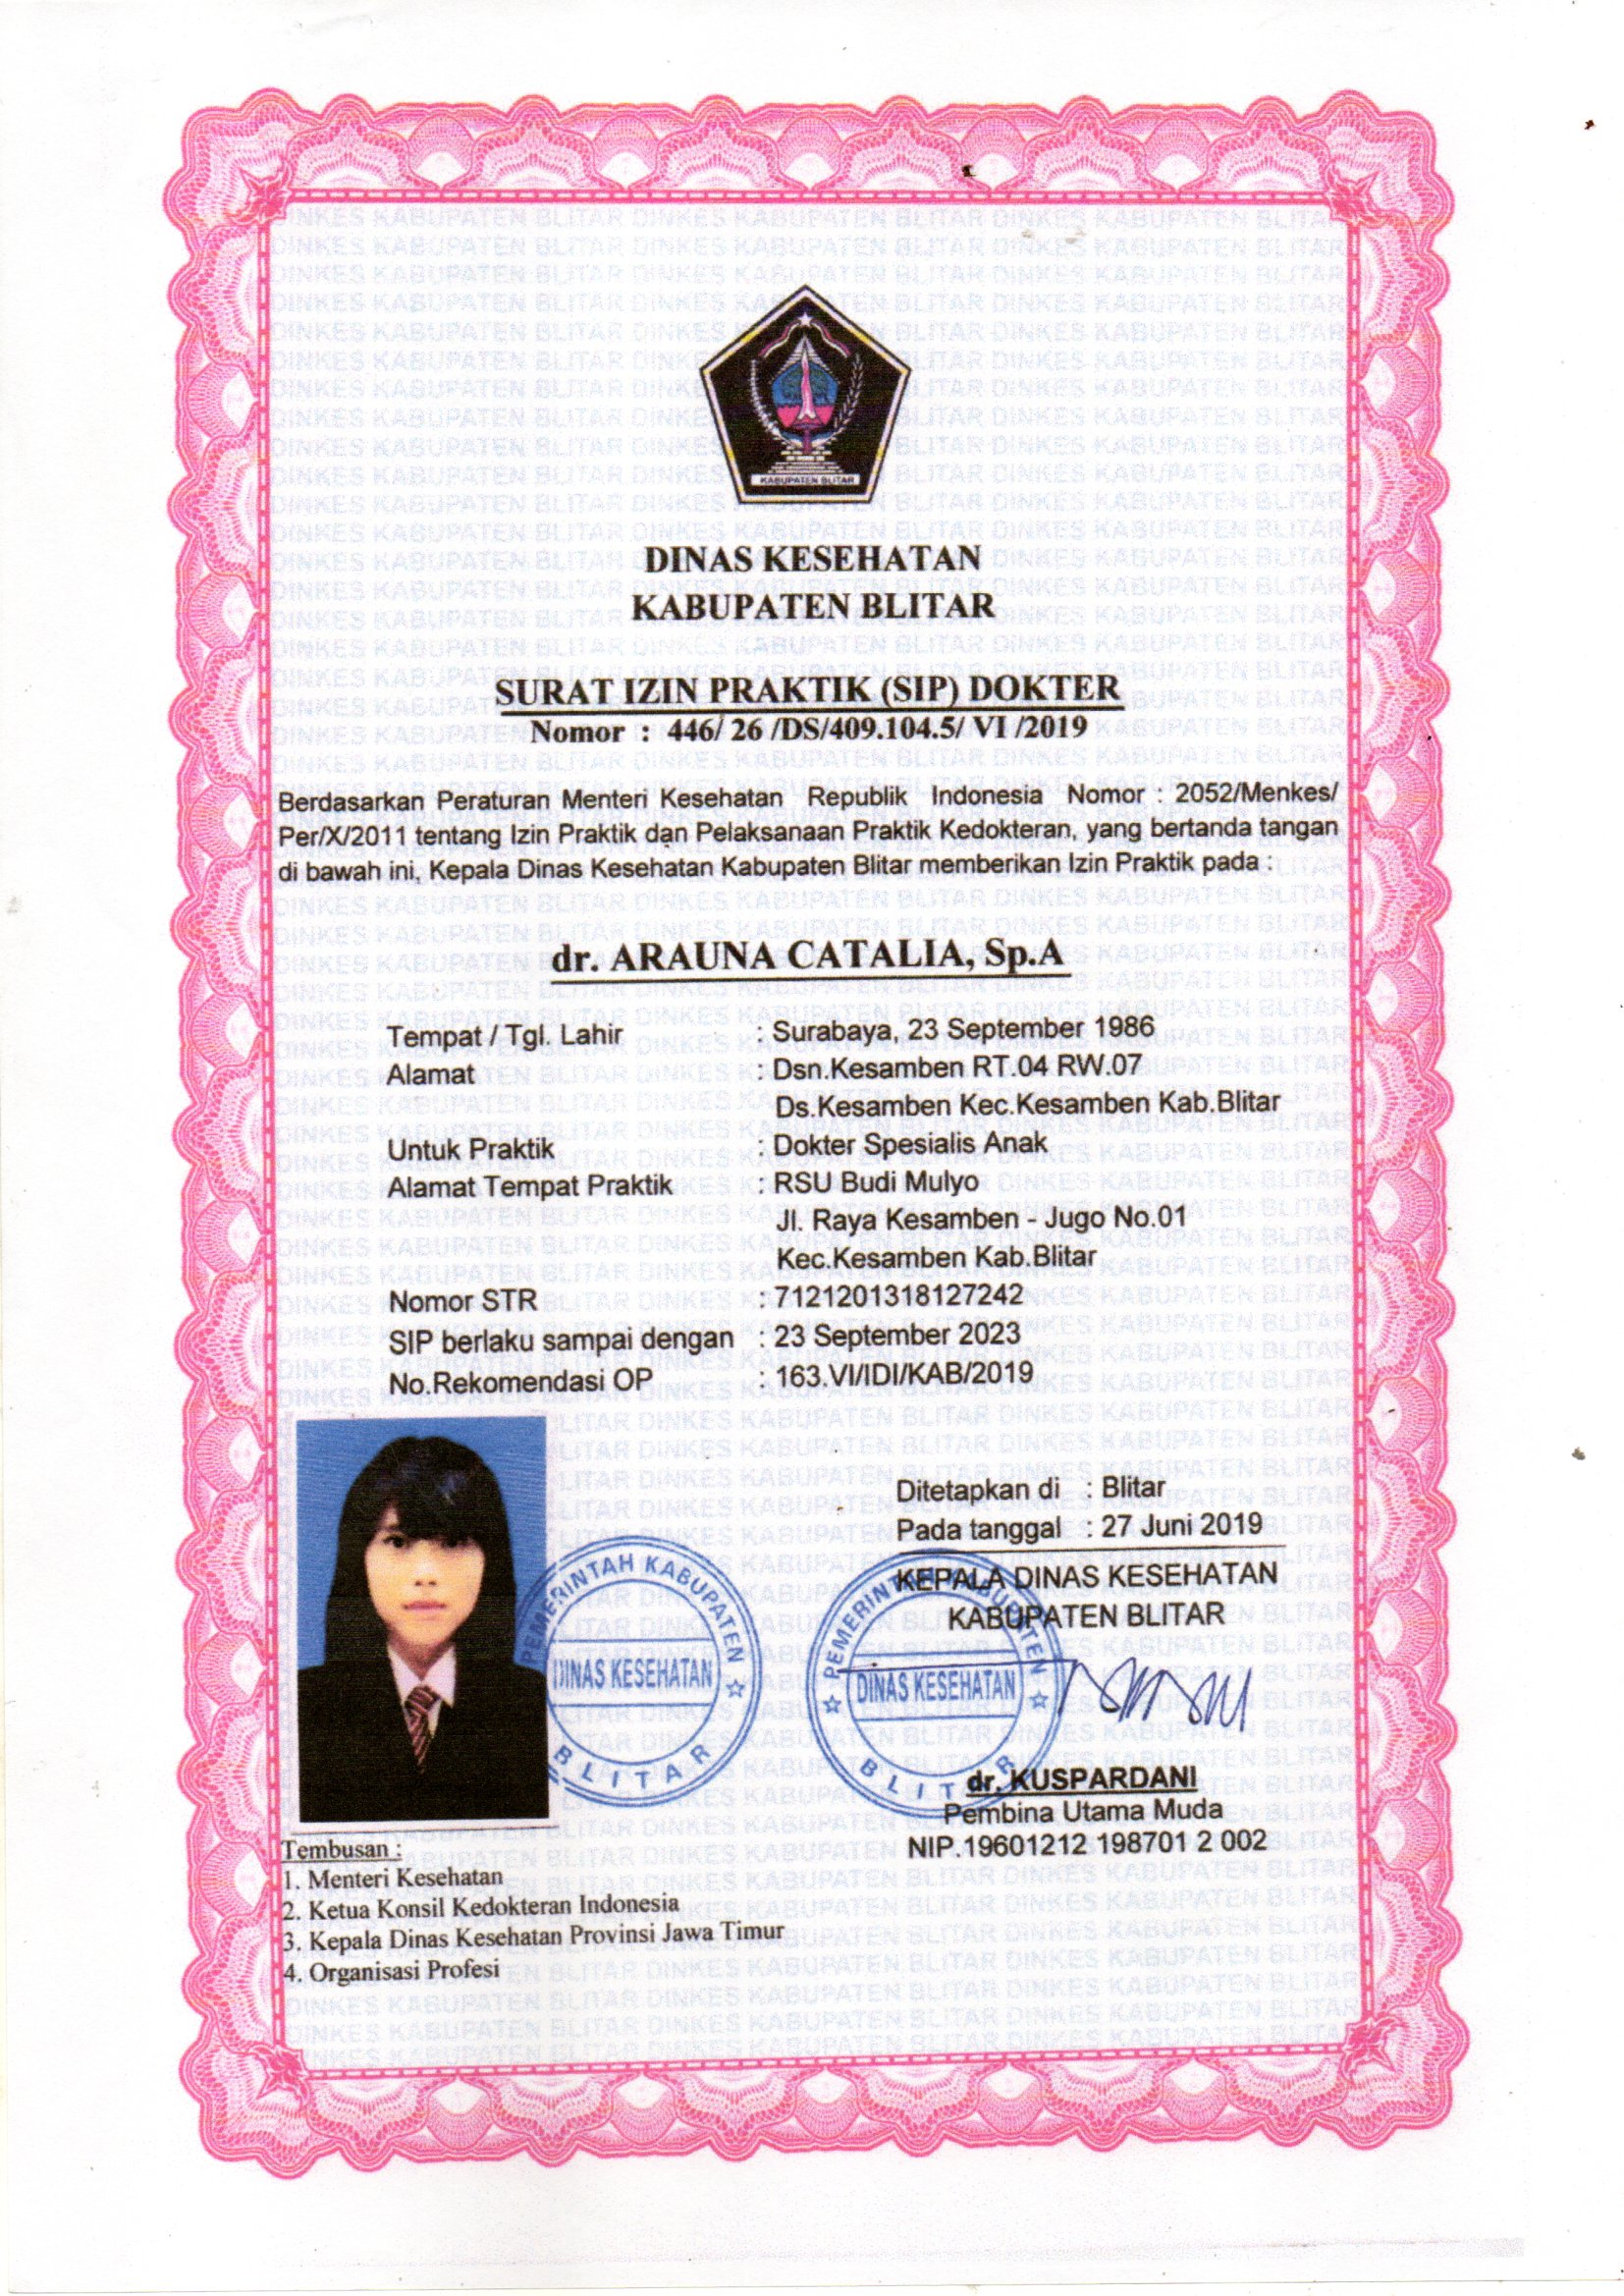 KABUPATEN BLITAR
DINAS KESEHATAN
KABUPATEN BLITAR
SURAT IZIN PRAKTIK (SIP) DOKTER
Nomor : 446/ 26 /DS/409.104.5/ VI /2019
Berdasarkan Peraturan Menteri Kesehatan Republik Indonesia Nomor : 2052/Menkes/
Per/X/2011 tentang Izin Praktik dan Pelaksanaan Praktik Kedokteran, yang bertanda tangan
di bawah ini, Kepala Dinas Kesehatan Kabupaten Blitar memberikan Izin Praktik pada :
dr. ARAUNA CATALIA, Sp.A
Tempat / Tgl. Lahir : Surabaya, 23 September 1986
Alamat : Dsn.Kesamben RT.04 RW.07
Ds.Kesamben Kec.Kesamben Kab.Blitar
Untuk Praktik : Dokter Spesialis Anak
Alamat Tempat Praktik : RSU Budi Mulyo
Jl. Raya Kesamben - Jugo No.01
Kec.Kesamben Kab.Blitar
Nomor STR : 7121201318127242
SIP berlaku sampai dengan : 23 September 2023
No.Rekomendasi OP : 163.VI/IDI/KAB/2019
Ditetapkan di : Blitar
Pada tanggal : 27 Juni 2019
KEPALA DINAS KESEHATAN
KABUPATEN BLITAR
PEMERINTAH KABUPATEN
DINAS KESEHATAN
BLITAR
PEMERINTAH KABUPATEN
DINAS KESEHATAN
BLITAR
dr. KUSPARDANI
Pembina Utama Muda
NIP.19601212 198701 2 002
Tembusan :
1. Menteri Kesehatan
2. Ketua Konsil Kedokteran Indonesia
3. Kepala Dinas Kesehatan Provinsi Jawa Timur
4. Organisasi Profesi